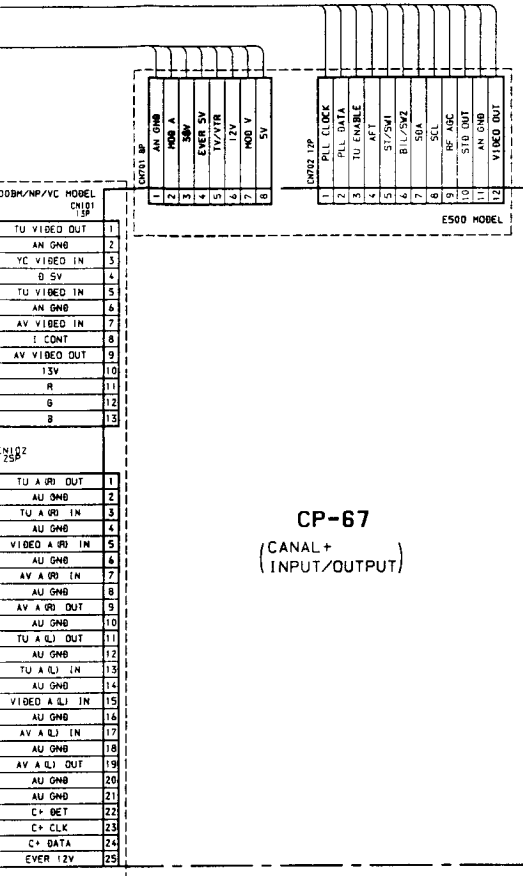 CN701 8P
AN GND
MOD A
30V
EVER 5V
TV/VTR
12V
MOD V
5V
1 2 3 4 5 6 7 8
CN702 12P
PLL CLOCK
PLL DATA
TU ENABLE
AFT
ST/SW1
BIL/SW2
SDA
SCL
RF AGC
STD OUT
AN GND
VIDEO OUT
1 2 3 4 5 6 7 8 9 10 11 12
E500 MODEL
00BM/NP/VC MODEL
CN101
13P
TU VIDEO OUT 1
AN GND 2
YC VIDEO IN 3
D 5V 4
TU VIDEO IN 5
AN GND 6
AV VIDEO IN 7
I CONT 8
AV VIDEO OUT 9
13V 10
R 11
G 12
B 13
CN102
25P
TU A(R) OUT 1
AU GND 2
TU A(R) IN 3
AU GND 4
VIDEO A(R) IN 5
AU GND 6
AV A(R) IN 7
AU GND 8
AV A(R) OUT 9
AU GND 10
TU A(L) OUT 11
AU GND 12
TU A(L) IN 13
AU GND 14
VIDEO A(L) IN 15
AU GND 16
AV A(L) IN 17
AU GND 18
AV A(L) OUT 19
AU GND 20
AU GND 21
C+ DET 22
C+ CLK 23
C+ DATA 24
EVER 12V 25
CP-67
(CANAL+
INPUT/OUTPUT)